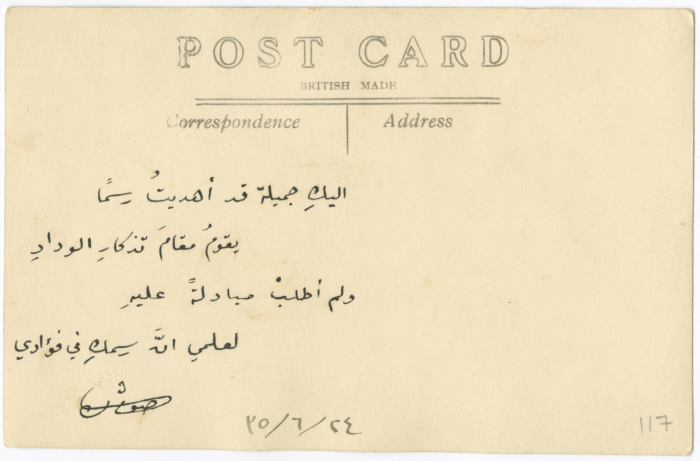 POST CARD
BRITISH MADE
Correspondence
Address
اليكِ جميلة قد أهديتُ رسمًا
يقومُ مقامَ تذكارِ الودادِ
ولم أطلبْ مبادلةً عليهِ
لعلمي انَّ رسمكِ في فؤادي
٢٥/٦/٢٤
117